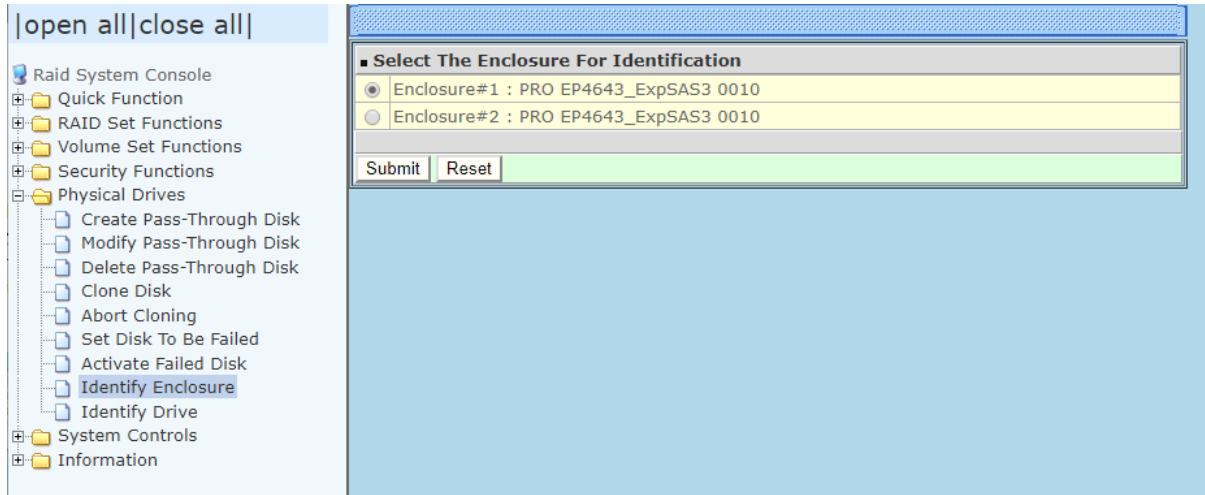 |open all|close all|
Raid System Console
Quick Function
RAID Set Functions
Volume Set Functions
Security Functions
Physical Drives
Create Pass-Through Disk
Modify Pass-Through Disk
Delete Pass-Through Disk
Clone Disk
Abort Cloning
Set Disk To Be Failed
Activate Failed Disk
Identify Enclosure
Identify Drive
System Controls
Information
Select The Enclosure For Identification
Enclosure#1 : PRO EP4643_ExpSAS3 0010
Enclosure#2 : PRO EP4643_ExpSAS3 0010
Submit Reset